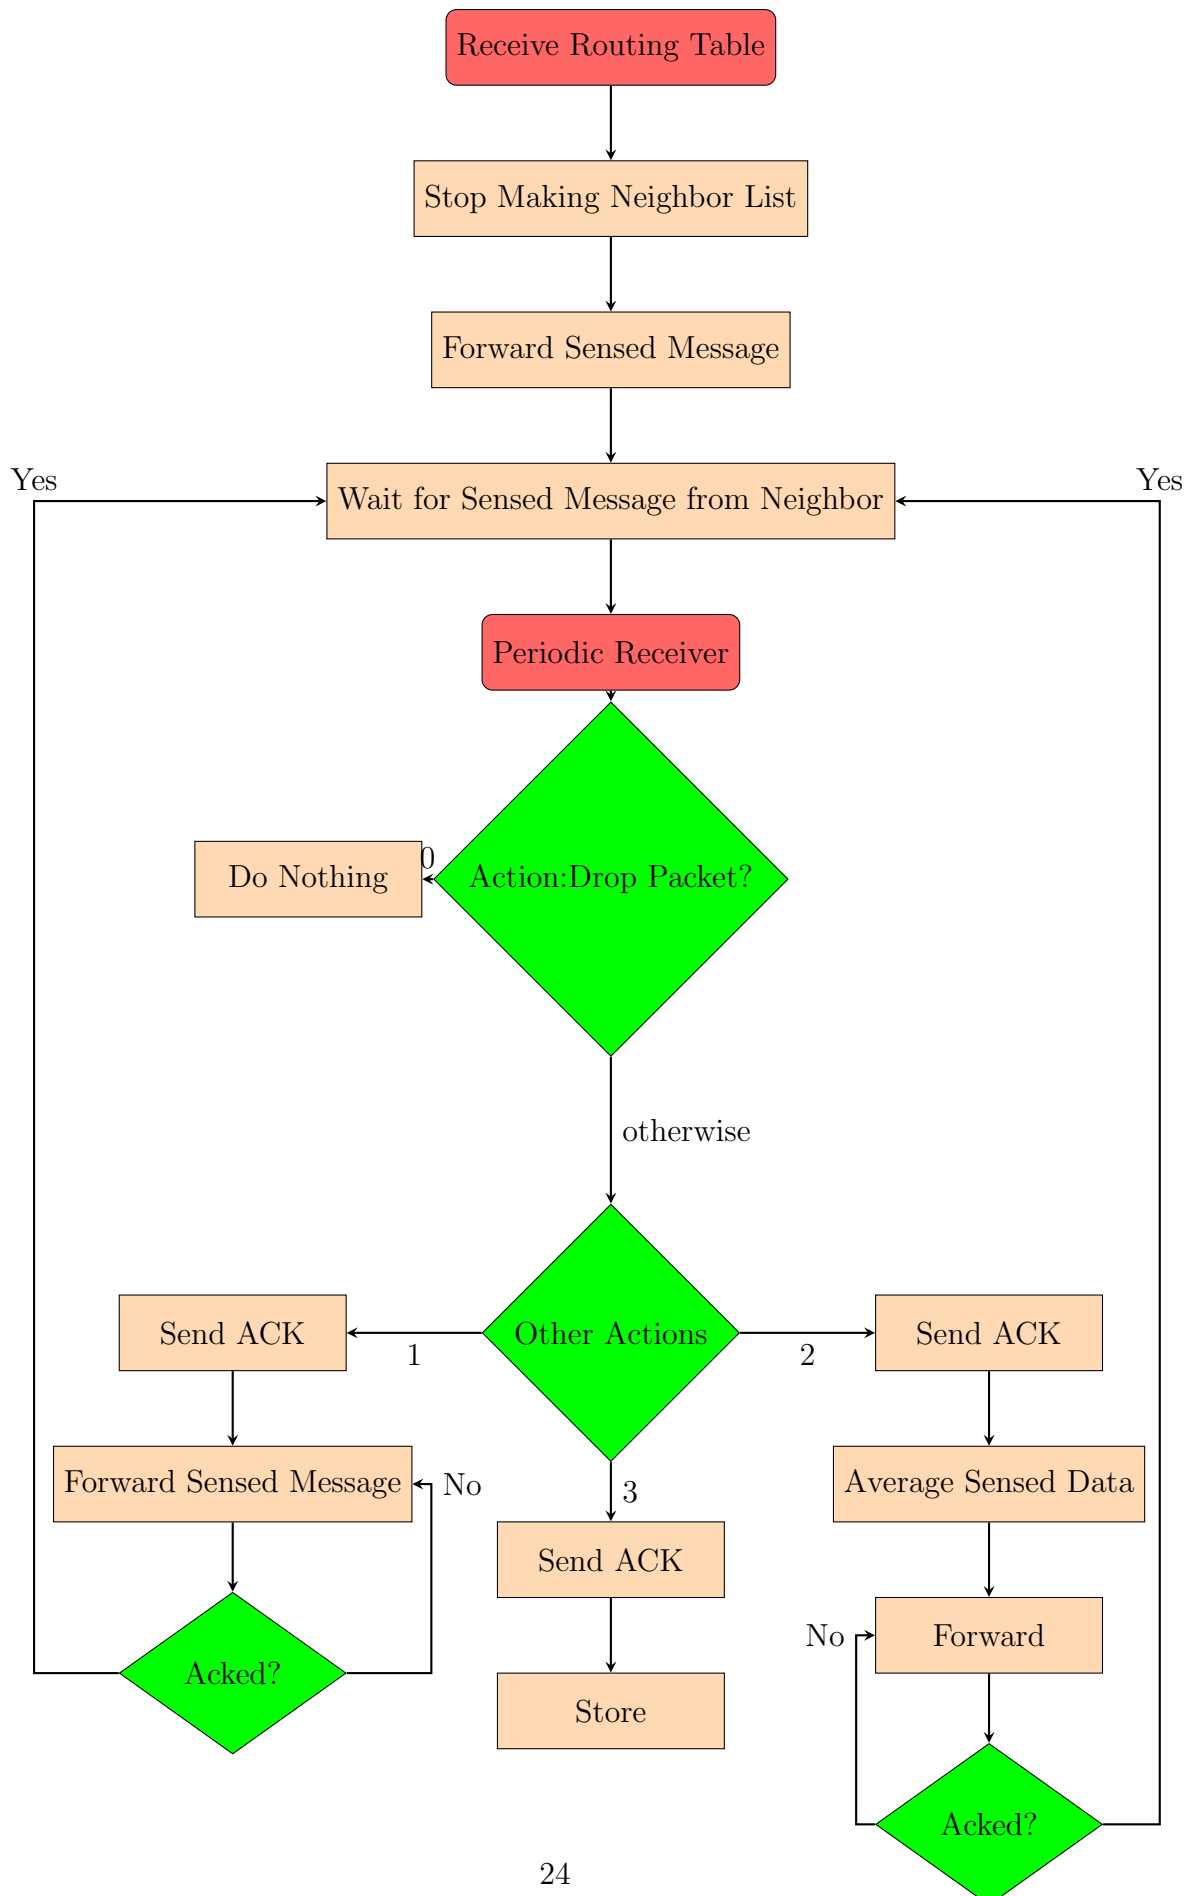 Receive Routing Table
Stop Making Neighbor List
Forward Sensed Message
Yes
Yes
Wait for Sensed Message from Neighbor
Periodic Receiver
0
Do Nothing
Action:Drop Packet?
otherwise
Send ACK
1
Other Actions
2
Send ACK
Forward Sensed Message
No
3
Average Sensed Data
Send ACK
No
Forward
Acked?
Store
Acked?
24